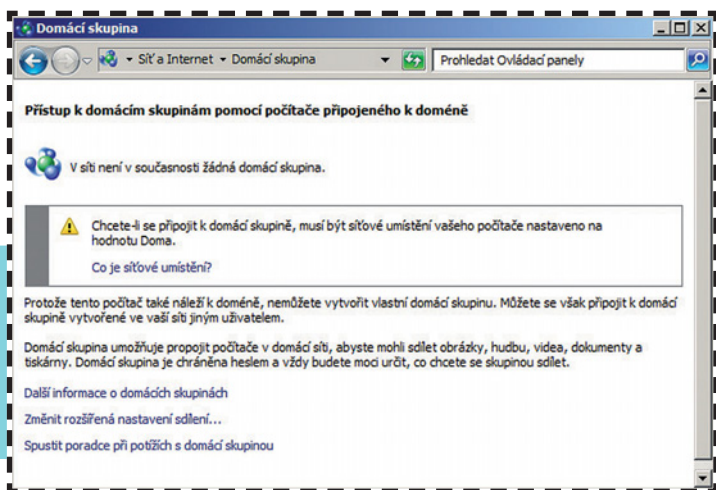 Domácí skupina
Síť a Internet Domácí skupina
Prohledat Ovládací panely
Přístup k domácím skupinám pomocí počítače připojeného k doméně
V síti není v současnosti žádná domácí skupina.
Chcete-li se připojit k domácí skupině, musí být síťové umístění vašeho počítače nastaveno na
hodnotu Doma.
Co je síťové umístění?
Protože tento počítač také náleží k doméně, nemůžete vytvořit vlastní domácí skupinu. Můžete se však připojit k domácí
skupině vytvořené ve vaší síti jiným uživatelem.
Domácí skupina umožňuje propojit počítače v domácí síti, abyste mohli sdílet obrázky, hudbu, videa, dokumenty a
tiskárny. Domácí skupina je chráněna heslem a vždy budete moci určit, co chcete se skupinou sdílet.
Další informace o domácích skupinách
Změnit rozšířená nastavení sdílení...
Spustit poradce při potížích s domácí skupinou